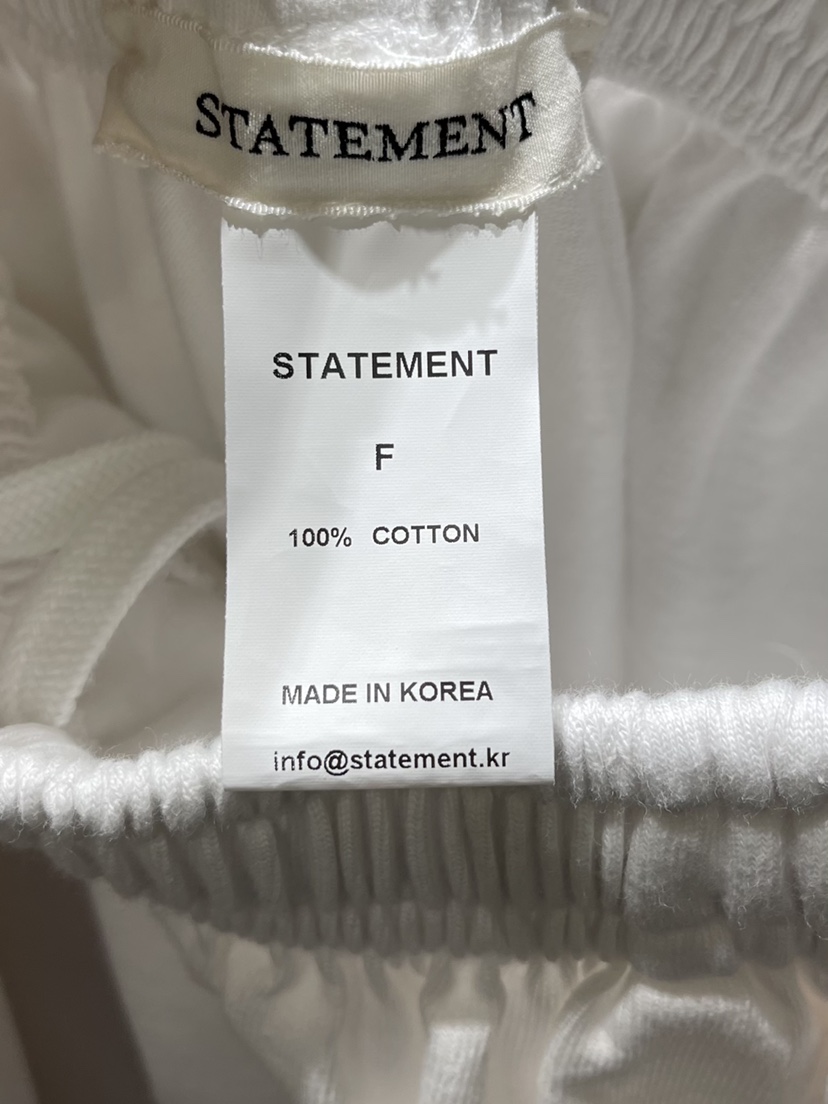 STATEMENT
STATEMENT
F
100% COTTON
MADE IN KOREA
info@statement.kr